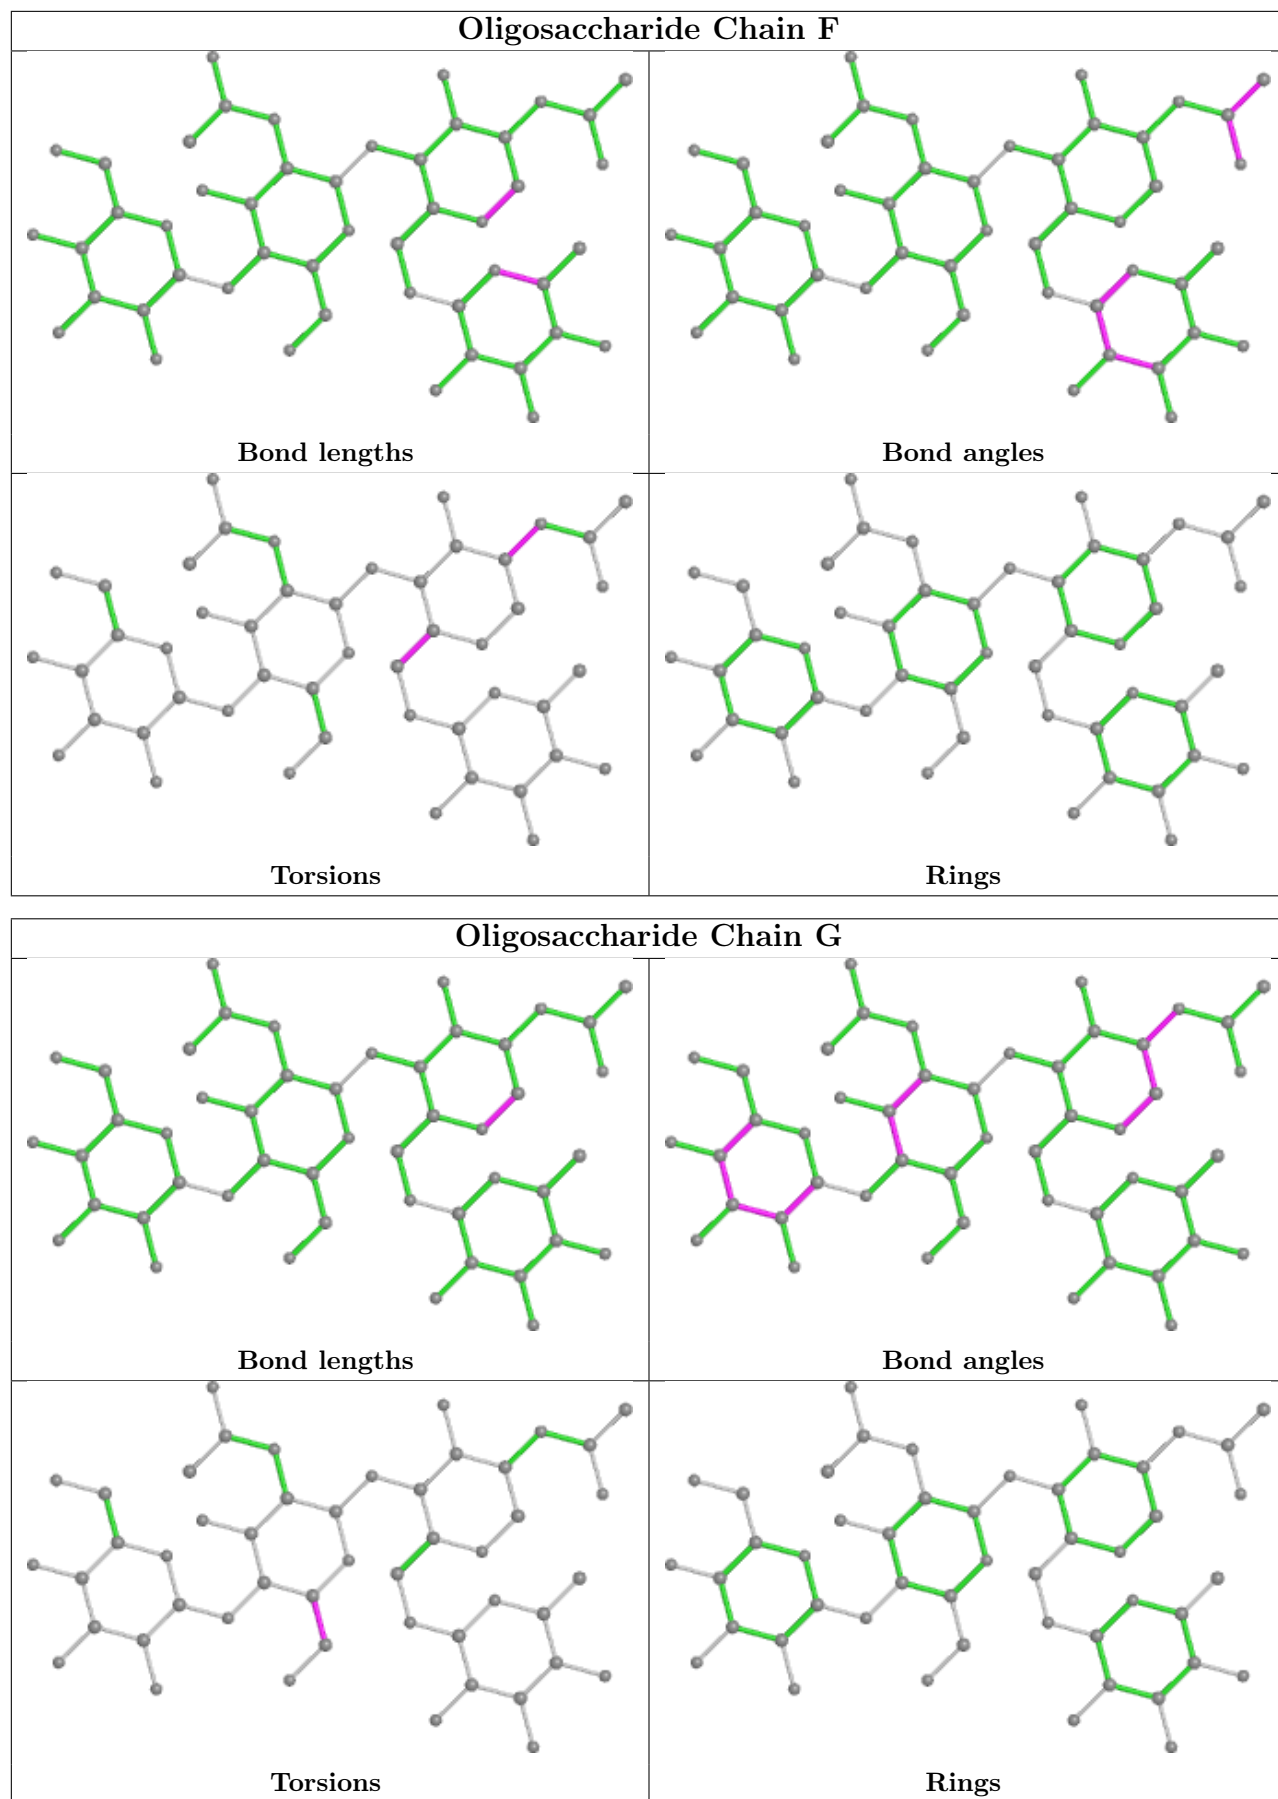 Oligosaccharide Chain F
Bond lengths
Bond angles
Torsions
Rings
Oligosaccharide Chain G
Bond lengths
Bond angles
Torsions
Rings